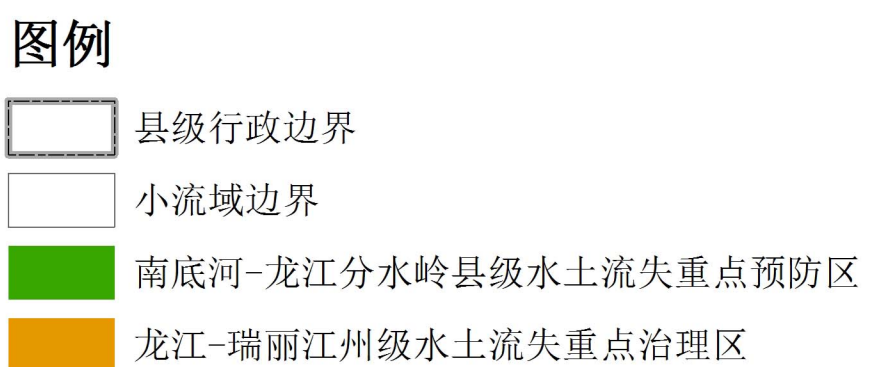 图例
县级行政边界
小流域边界
南底河-龙江分水岭县级水土流失重点预防区
龙江-瑞丽江州级水土流失重点治理区